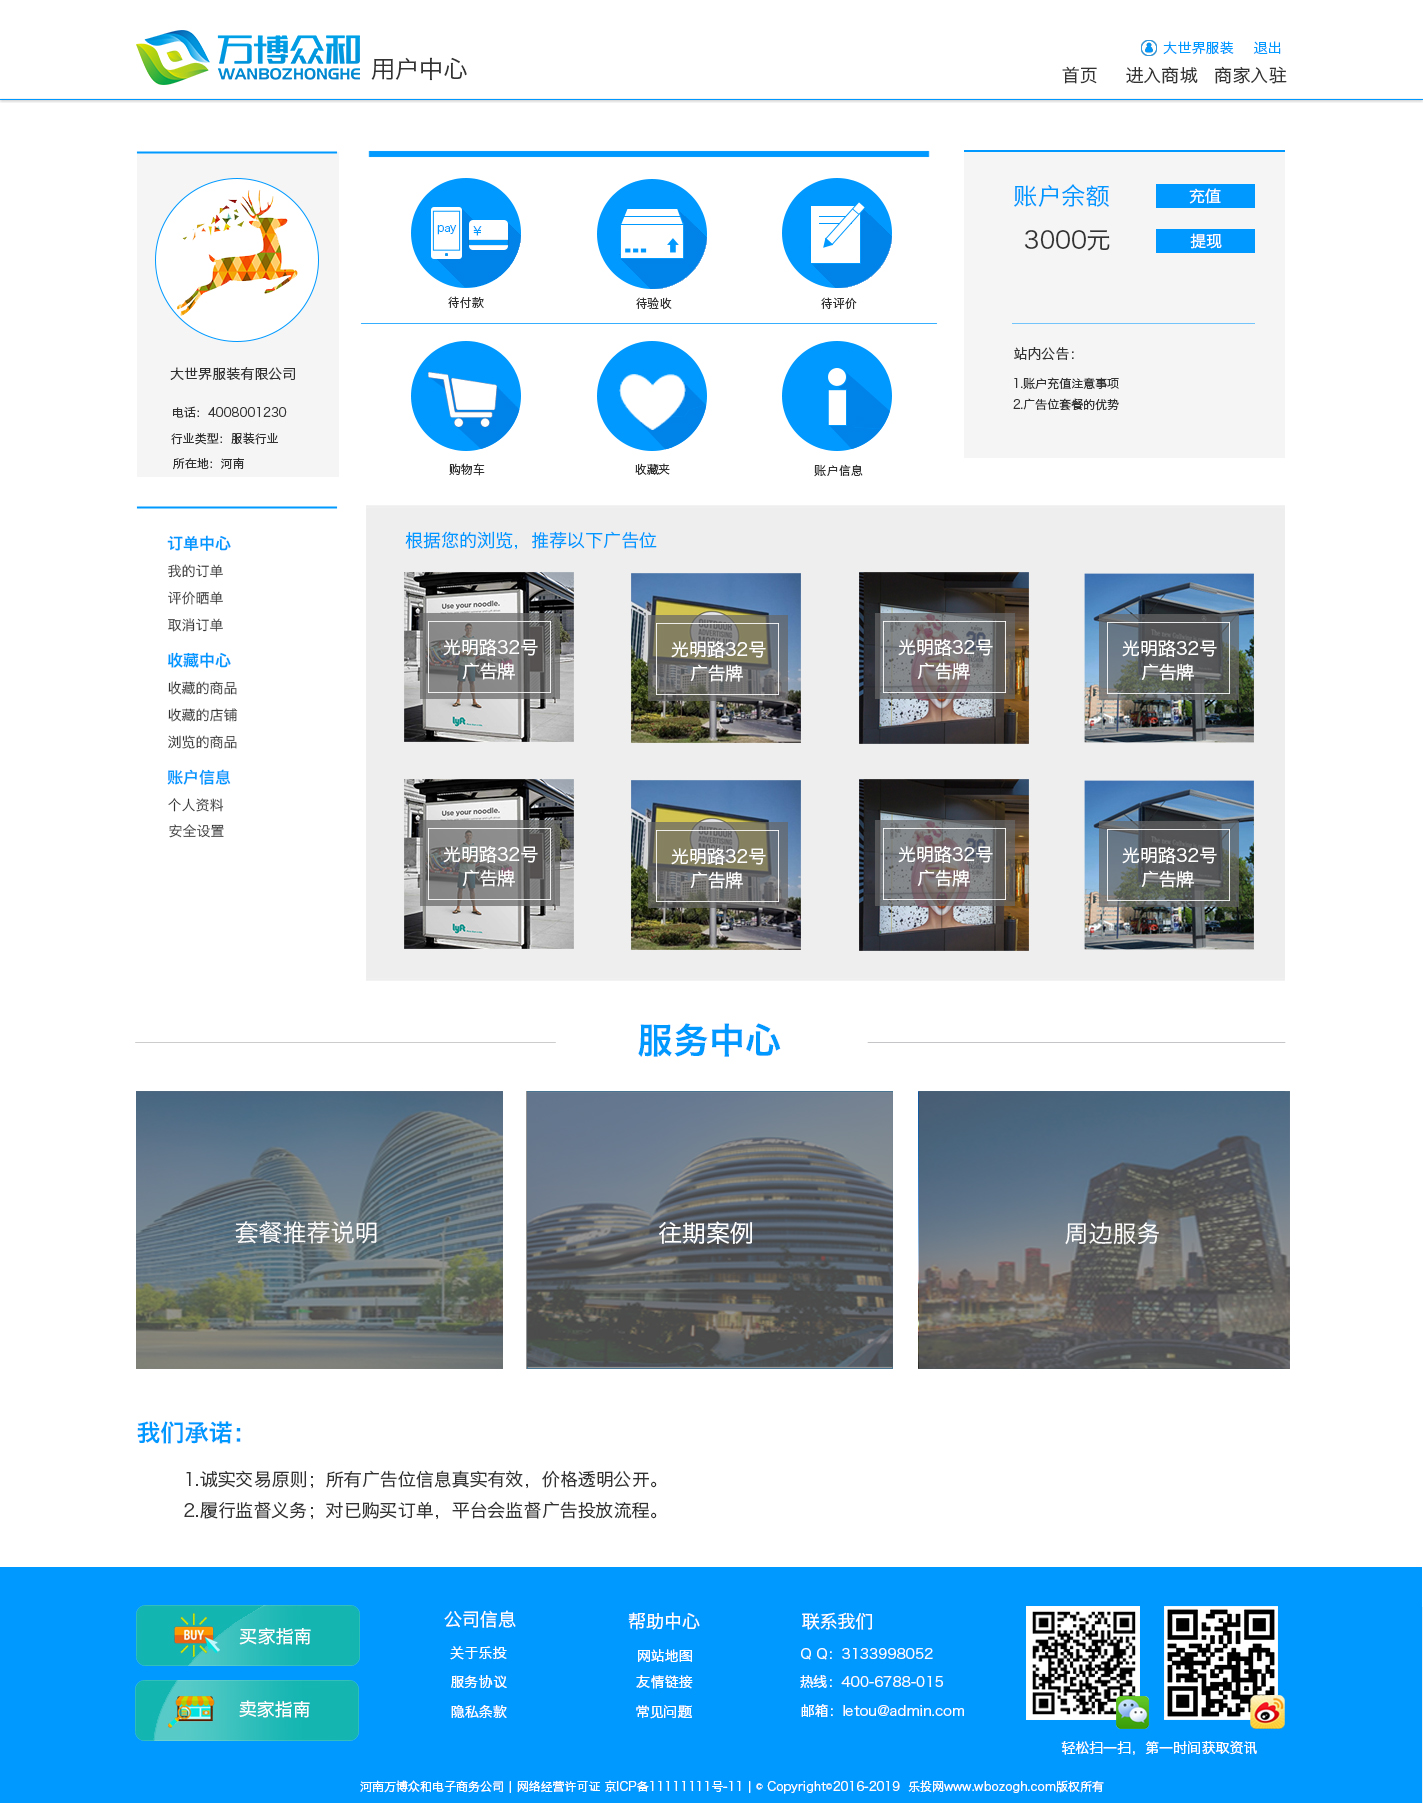 万博众和
WANBOZHONGHE
用户中心
大世界服装 退出
首页 进入商城 商家入驻
大世界服装有限公司
电话：4008001230
行业类型：服装行业
所在地：河南
pay
¥
待付款
待验收
待评价
购物车
收藏夹
账户信息
账户余额
充值
3000元
提现
站内公告：
1.账户充值注意事项
2.广告位套餐的优势
订单中心
我的订单
评价晒单
取消订单
收藏中心
收藏的商品
收藏的店铺
浏览的商品
账户信息
个人资料
安全设置
根据您的浏览，推荐以下广告位
Use your noodle.
光明路32号
广告牌
lyft
OUTDOOR
ADVERTISING
光明路32号
广告牌
光明路32号
广告牌
光明路32号
广告牌
Use your noodle.
光明路32号
广告牌
lyft
OUTDOOR
光明路32号
广告牌
光明路32号
广告牌
光明路32号
广告牌
服务中心
套餐推荐说明
往期案例
周边服务
我们承诺：
1.诚实交易原则；所有广告位信息真实有效，价格透明公开。
2.履行监督义务；对已购买订单，平台会监督广告投放流程。
BUY
买家指南
卖家指南
公司信息
关于乐投
服务协议
隐私条款
帮助中心
网站地图
友情链接
常见问题
联系我们
Q Q：3133998052
热线：400-6788-015
邮箱：letou@admin.com
轻松扫一扫，第一时间获取资讯
河南万博众和电子商务公司 | 网络经营许可证 京ICP备11111111号-11 | © Copyright©2016-2019 乐投网www.wbozogh.com版权所有